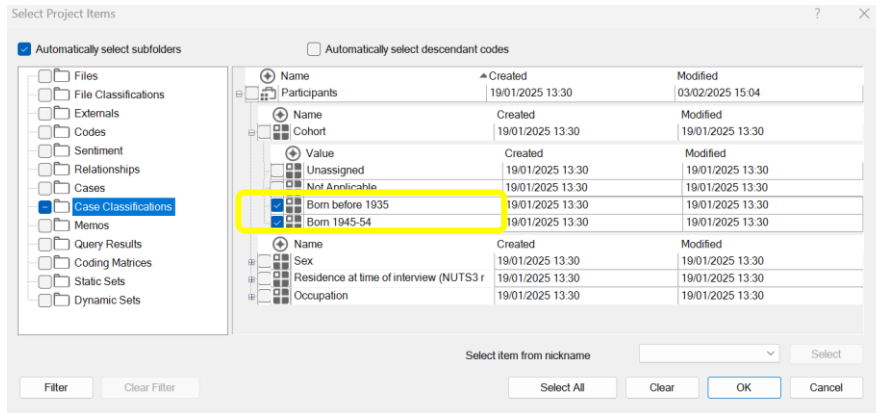 Select Project Items ?
Automatically select subfolders Automatically select descendant codes
Files
File Classifications
Externals
Codes
Sentiment
Relationships
Cases
Case Classifications
Memos
Query Results
Coding Matrices
Static Sets
Dynamic Sets
Name Created Modified
Participants 19/01/2025 13:30 03/02/2025 15:04
Name Created Modified
Cohort 19/01/2025 13:30 19/01/2025 13:30
Value Created Modified
Unassigned 19/01/2025 13:30 19/01/2025 13:30
Not Applicable 19/01/2025 13:30 19/01/2025 13:30
Born before 1935 19/01/2025 13:30 19/01/2025 13:30
Born 1945-54 19/01/2025 13:30 19/01/2025 13:30
Name Created Modified
Sex 19/01/2025 13:30 19/01/2025 13:30
Residence at time of interview (NUTS3 r 19/01/2025 13:30 19/01/2025 13:30
Occupation 19/01/2025 13:30 19/01/2025 13:30
Select item from nickname Select
Filter Clear Filter Select All Clear OK Cancel